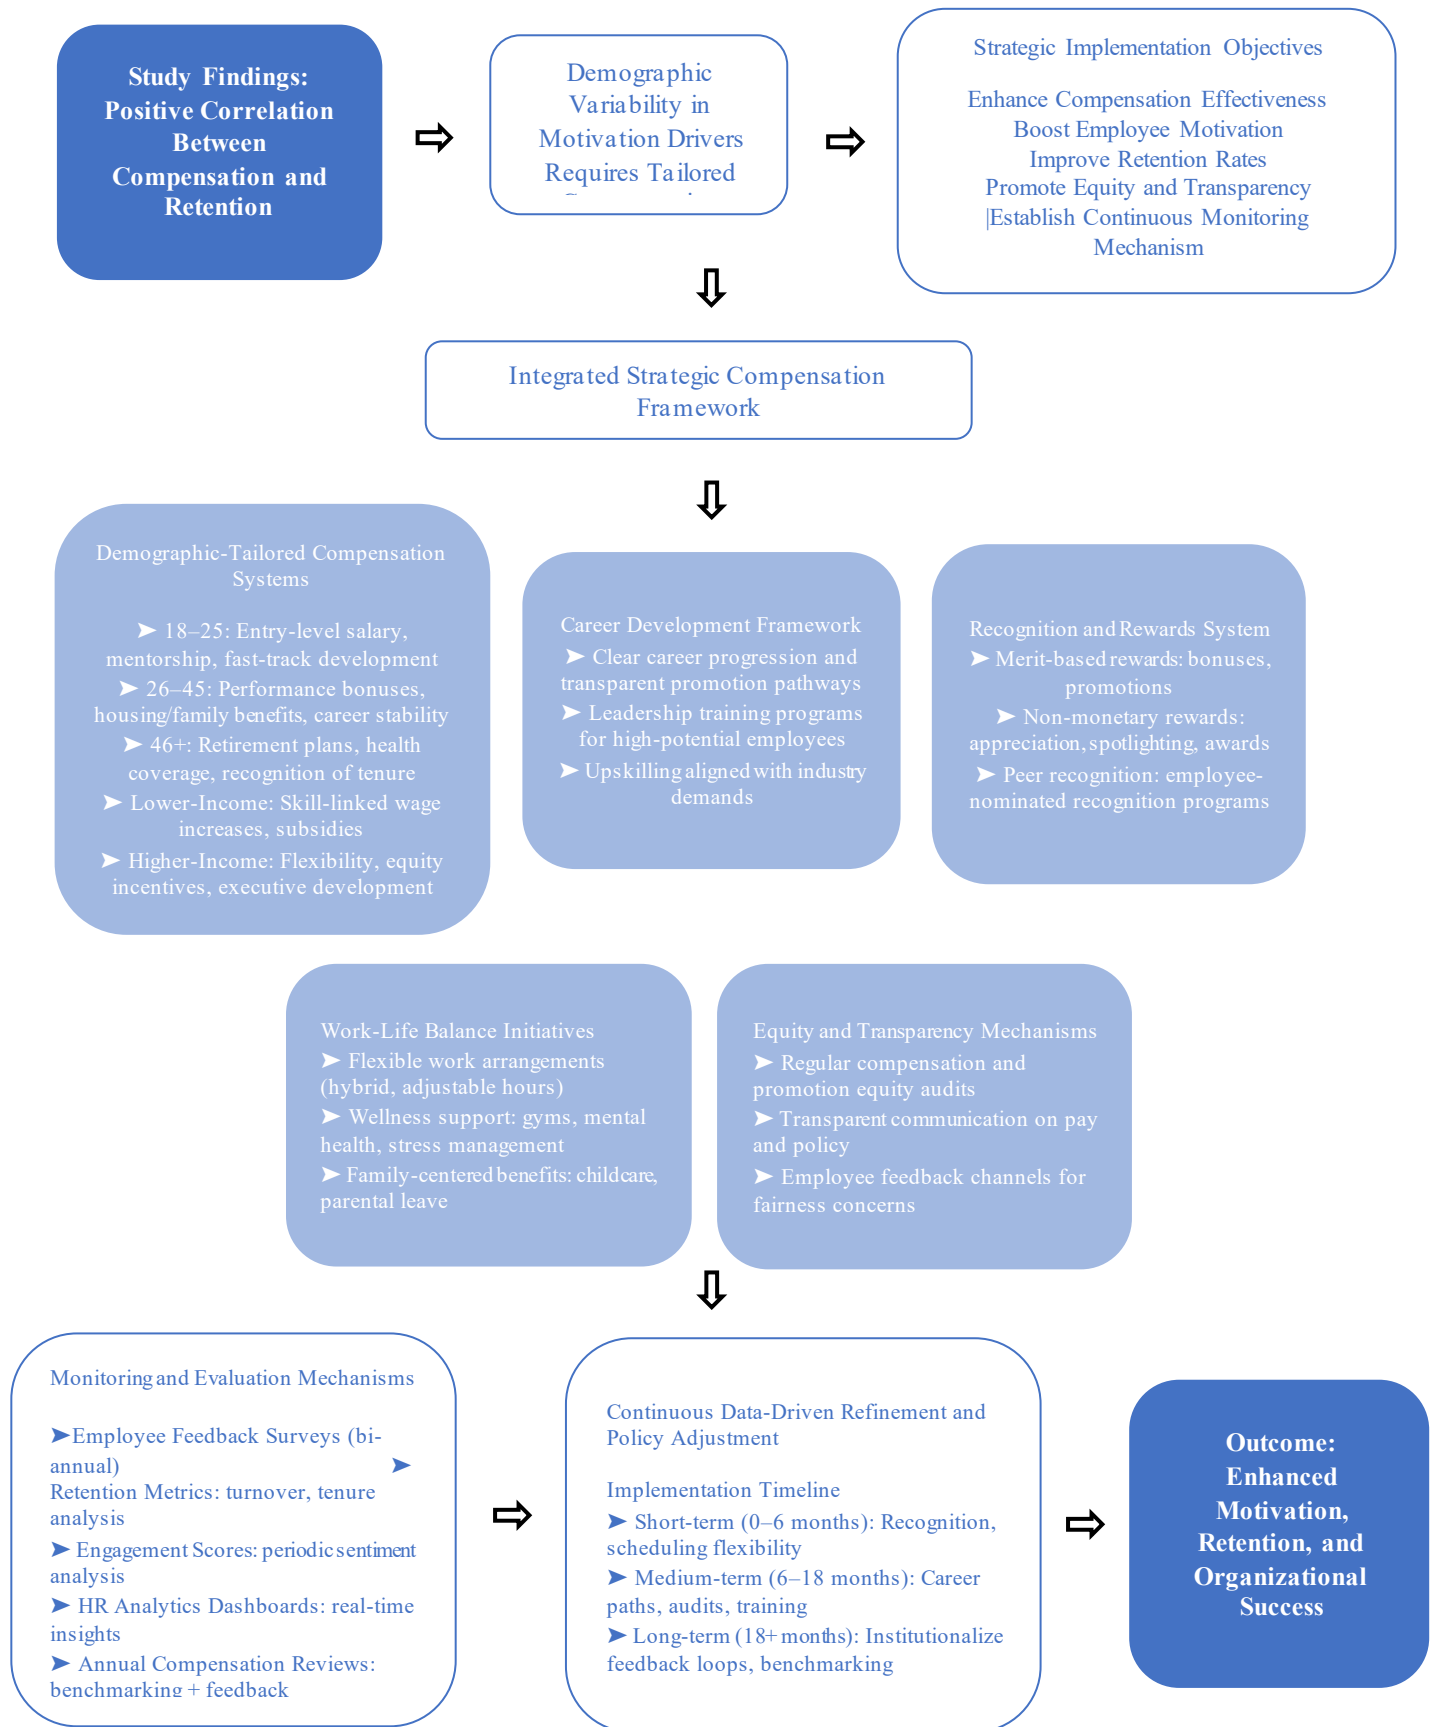 Study Findings:
Positive Correlation
Between
Compensation and
Retention
Demographic
Variability in
Motivation Drivers
Requires Tailored
Strategic Implementation Objectives
Enhance Compensation Effectiveness
Boost Employee Motivation
Improve Retention Rates
Promote Equity and Transparency
|Establish Continuous Monitoring
Mechanism
Integrated Strategic Compensation
Framework
Demographic-Tailored Compensation
Systems
➤ 18–25: Entry-level salary,
mentorship, fast-track development
➤ 26–45: Performance bonuses,
housing/family benefits, career stability
➤ 46+: Retirement plans, health
coverage, recognition of tenure
➤ Lower-Income: Skill-linked wage
increases, subsidies
➤ Higher-Income: Flexibility, equity
incentives, executive development
Career Development Framework
➤ Clear career progression and
transparent promotion pathways
➤ Leadership training programs
for high-potential employees
➤ Upskilling aligned with industry
demands
Recognition and Rewards System
➤ Merit-based rewards: bonuses,
promotions
➤ Non-monetary rewards:
appreciation, spotlighting, awards
➤ Peer recognition: employee-
nominated recognition programs
Work-Life Balance Initiatives
➤ Flexible work arrangements
(hybrid, adjustable hours)
➤ Wellness support: gyms, mental
health, stress management
➤ Family-centered benefits: childcare,
parental leave
Equity and Transparency Mechanisms
➤ Regular compensation and
promotion equity audits
➤ Transparent communication on pay
and policy
➤ Employee feedback channels for
fairness concerns
Monitoring and Evaluation Mechanisms
➤Employee Feedback Surveys (bi-
annual) ➤
Retention Metrics: turnover, tenure
analysis
➤ Engagement Scores: periodic sentiment
analysis
➤ HR Analytics Dashboards: real-time
insights
➤ Annual Compensation Reviews:
benchmarking + feedback
Continuous Data-Driven Refinement and
Policy Adjustment
Implementation Timeline
➤ Short-term (0–6 months): Recognition,
scheduling flexibility
➤ Medium-term (6–18 months): Career
paths, audits, training
➤ Long-term (18+ months): Institutionalize
feedback loops, benchmarking
Outcome:
Enhanced
Motivation,
Retention, and
Organizational
Success